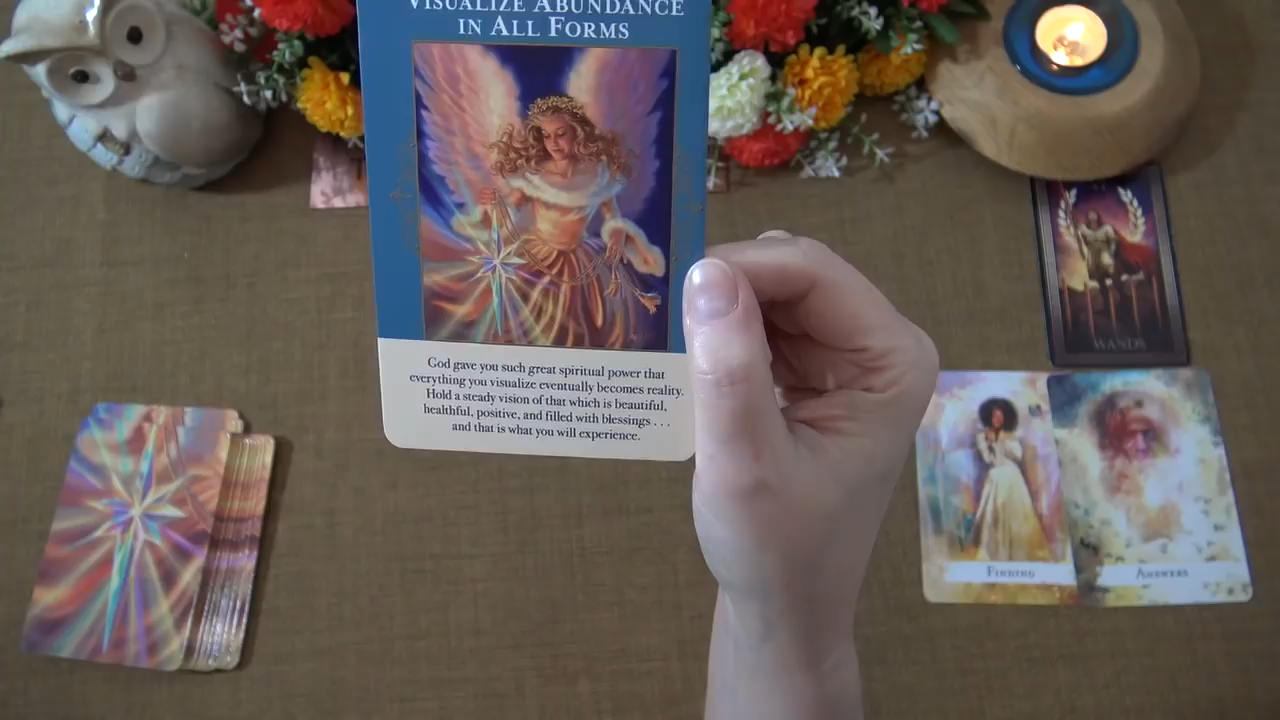 VISUALIZE ABUNDANCE
IN ALL FORMS
God gave you such great spiritual power that
everything you visualize eventually becomes reality.
Hold a steady vision of that which is beautiful,
healthful, positive, and filled with blessings . . .
and that is what you will experience.
WANDS
FINDING
ANSWERS